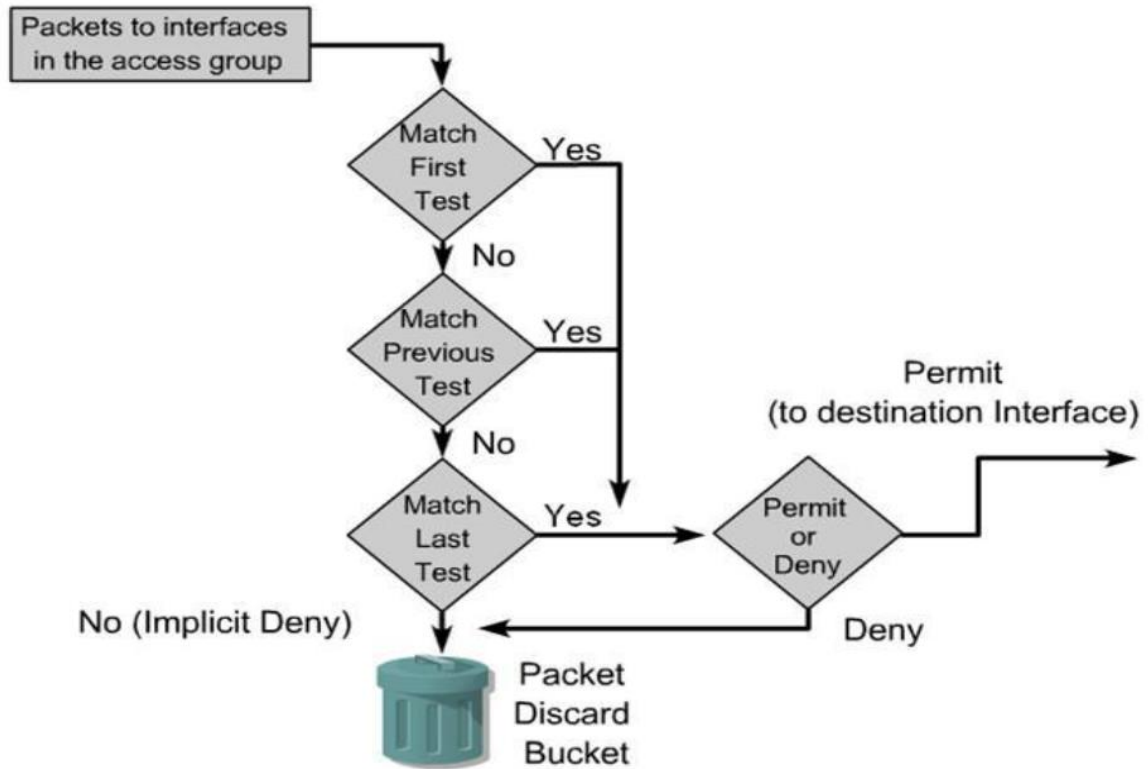 Packets to interfaces
in the access group
Match
First
Test
Yes
No
Match
Previous
Test
Yes
No
Match
Last
Test
Yes
Permit
or
Deny
Permit
(to destination Interface)
No (Implicit Deny)
Deny
Packet
Discard
Bucket